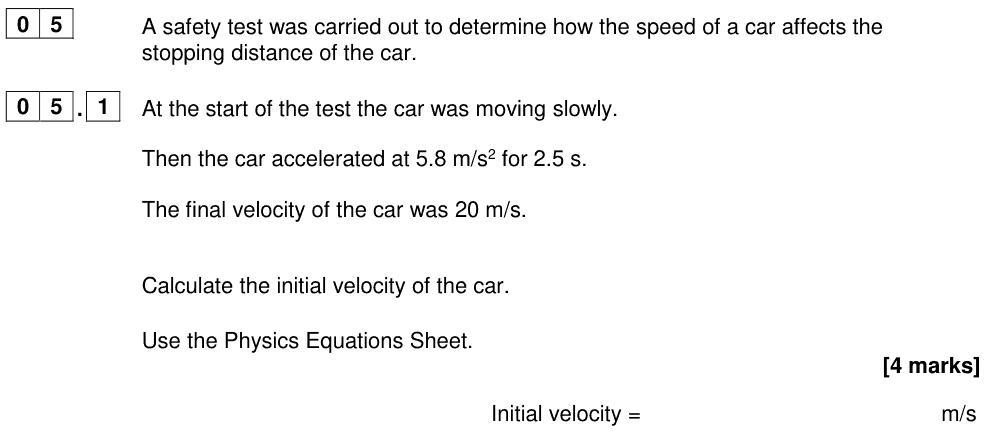 0 5 A safety test was carried out to determine how the speed of a car affects the
stopping distance of the car.
0 5 . 1 At the start of the test the car was moving slowly.
Then the car accelerated at 5.8 m/s² for 2.5 s.
The final velocity of the car was 20 m/s.
Calculate the initial velocity of the car.
Use the Physics Equations Sheet.
[4 marks]
Initial velocity = m/s